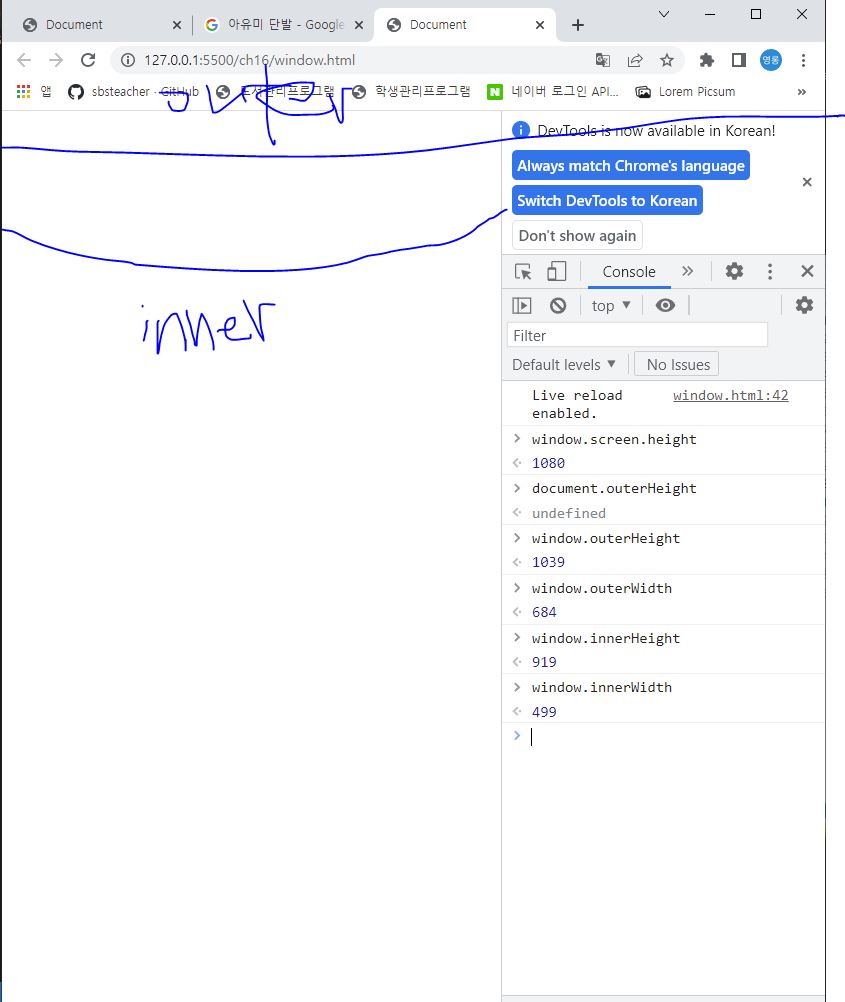 Document
아유미 단발 - Google
Document
127.0.0.1:5500/ch16/window.html
영롱
앱
sbsteacher - GitHub
도서관리프로그램
학생관리프로그램
네이버 로그인 API...
Lorem Picsum
»
outer
DevTools is now available in Korean!
Always match Chrome's language
Switch DevTools to Korean
Don't show again
Console
»
top
Filter
Default levels
No Issues
inner
Live reload enabled.
window.html:42
window.screen.height
1080
document.outerHeight
undefined
window.outerHeight
1039
window.outerWidth
684
window.innerHeight
919
window.innerWidth
499